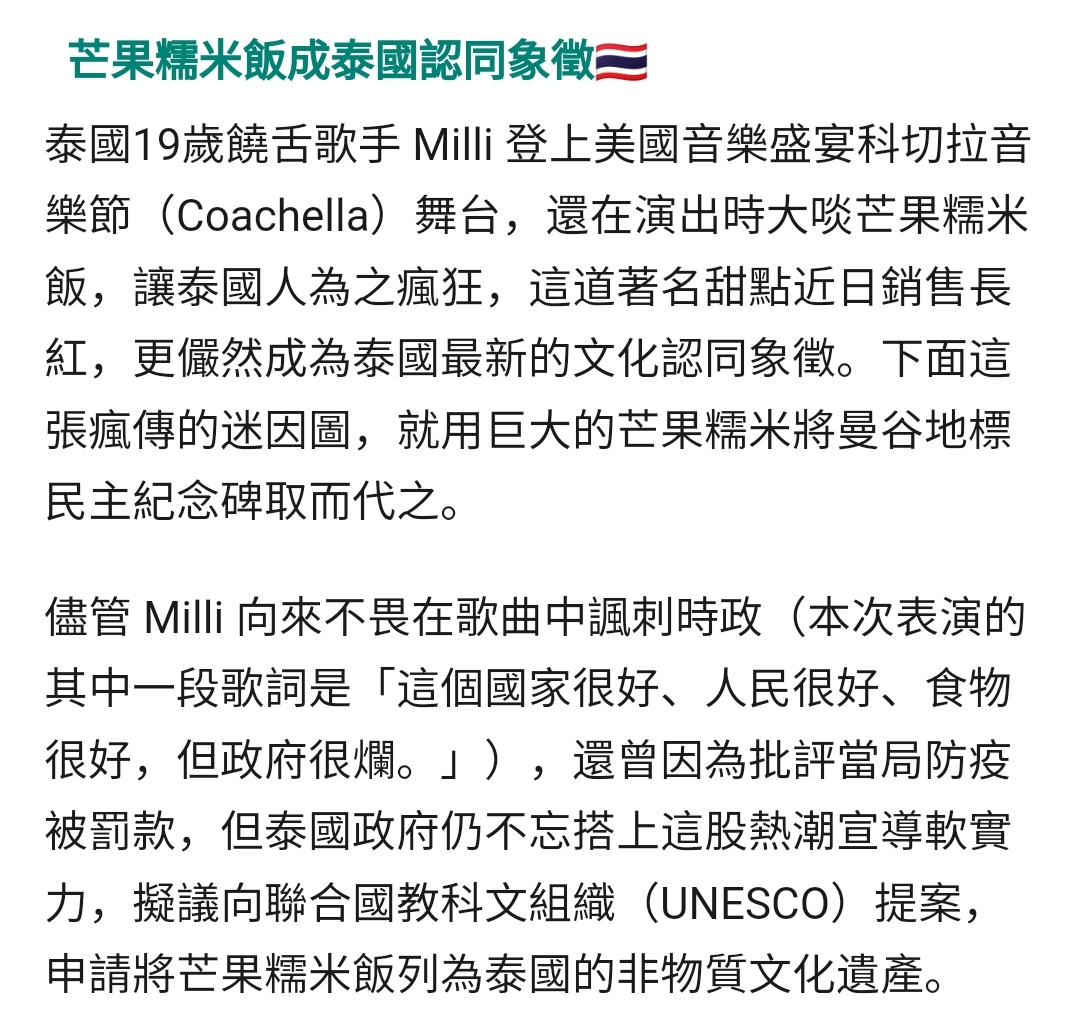 芒果糯米飯成泰國認同象徵🇹🇭
泰國19歲饒舌歌手 Milli 登上美國音樂盛宴科切拉音
樂節（Coachella）舞台，還在演出時大啖芒果糯米
飯，讓泰國人為之瘋狂，這道著名甜點近日銷售長
紅，更儼然成為泰國最新的文化認同象徵。下面這
張瘋傳的迷因圖，就用巨大的芒果糯米將曼谷地標
民主紀念碑取而代之。
儘管 Milli 向來不畏在歌曲中諷刺時政（本次表演的
其中一段歌詞是「這個國家很好、人民很好、食物
很好，但政府很爛。」），還曾因為批評當局防疫
被罰款，但泰國政府仍不忘搭上這股熱潮宣導軟實
力，擬議向聯合國教科文組織（UNESCO）提案，
申請將芒果糯米飯列為泰國的非物質文化遺產。